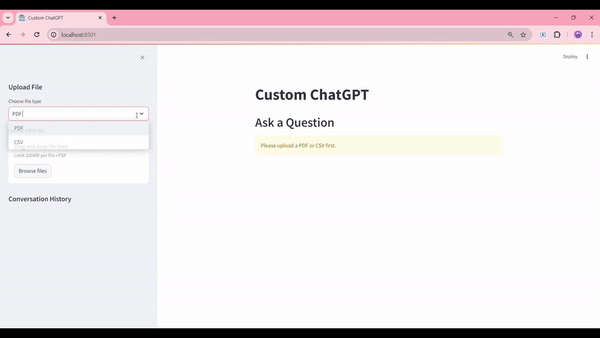 Custom ChatGPT
localhost:8501
Deploy
Upload File
Choose file type
PDF
PDF
CSV
Limit 200MB per file • PDF
Browse files
Conversation History
Custom ChatGPT
Ask a Question
Please upload a PDF or CSV first.